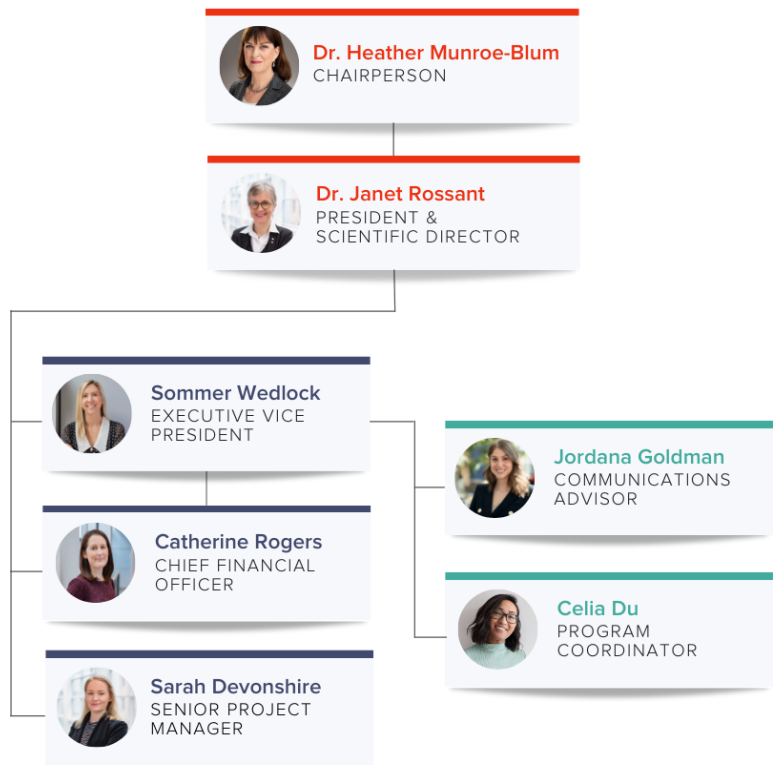 Dr. Heather Munroe-Blum
CHAIRPERSON
Dr. Janet Rossant
PRESIDENT &
SCIENTIFIC DIRECTOR
Sommer Wedlock
EXECUTIVE VICE
PRESIDENT
Catherine Rogers
CHIEF FINANCIAL
OFFICER
Sarah Devonshire
SENIOR PROJECT
MANAGER
Jordana Goldman
COMMUNICATIONS
ADVISOR
Celia Du
PROGRAM
COORDINATOR